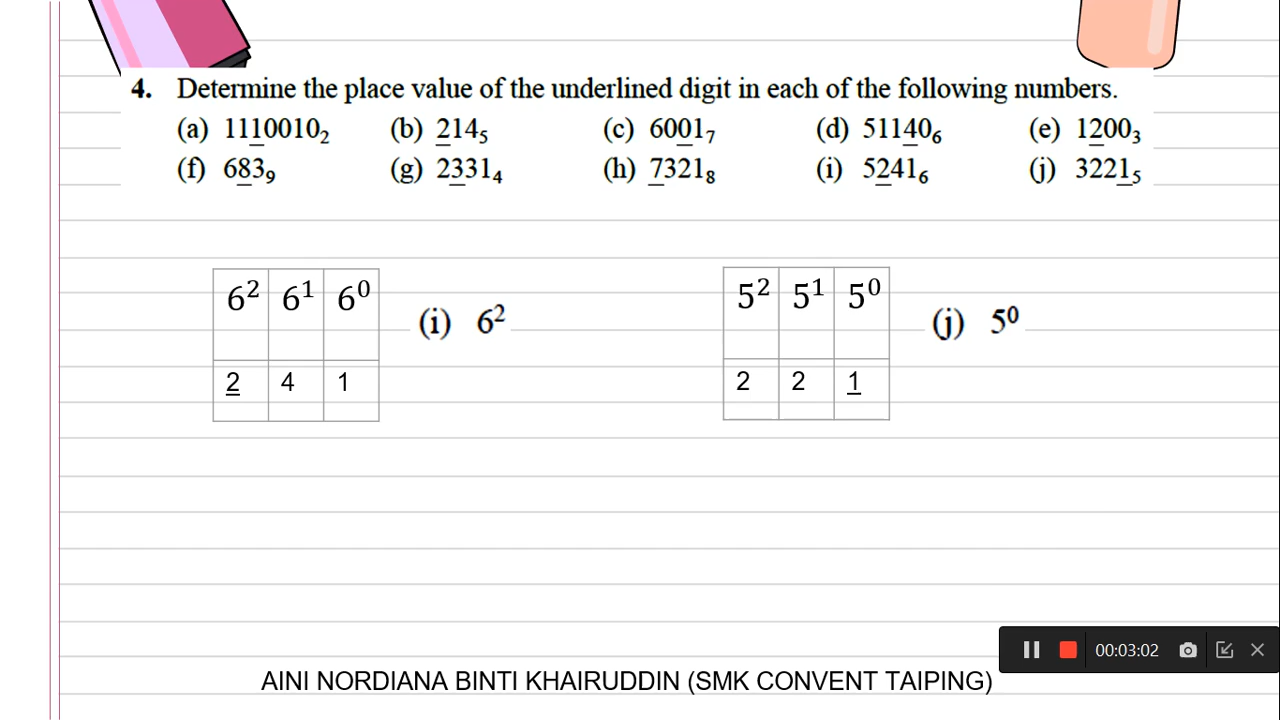 4. Determine the place value of the underlined digit in each of the following numbers.
(a) 1110010₂ (b) 214₅ (c) 6001₇ (d) 51140₆ (e) 1200₃
(f) 683₉ (g) 2331₄ (h) 7321₈ (i) 5241₆ (j) 3221₅
6² 6¹ 6⁰
2 4 1
(i) 6²
5² 5¹ 5⁰
2 2 1
(j) 5⁰
00:03:02
AINI NORDIANA BINTI KHAIRUDDIN (SMK CONVENT TAIPING)